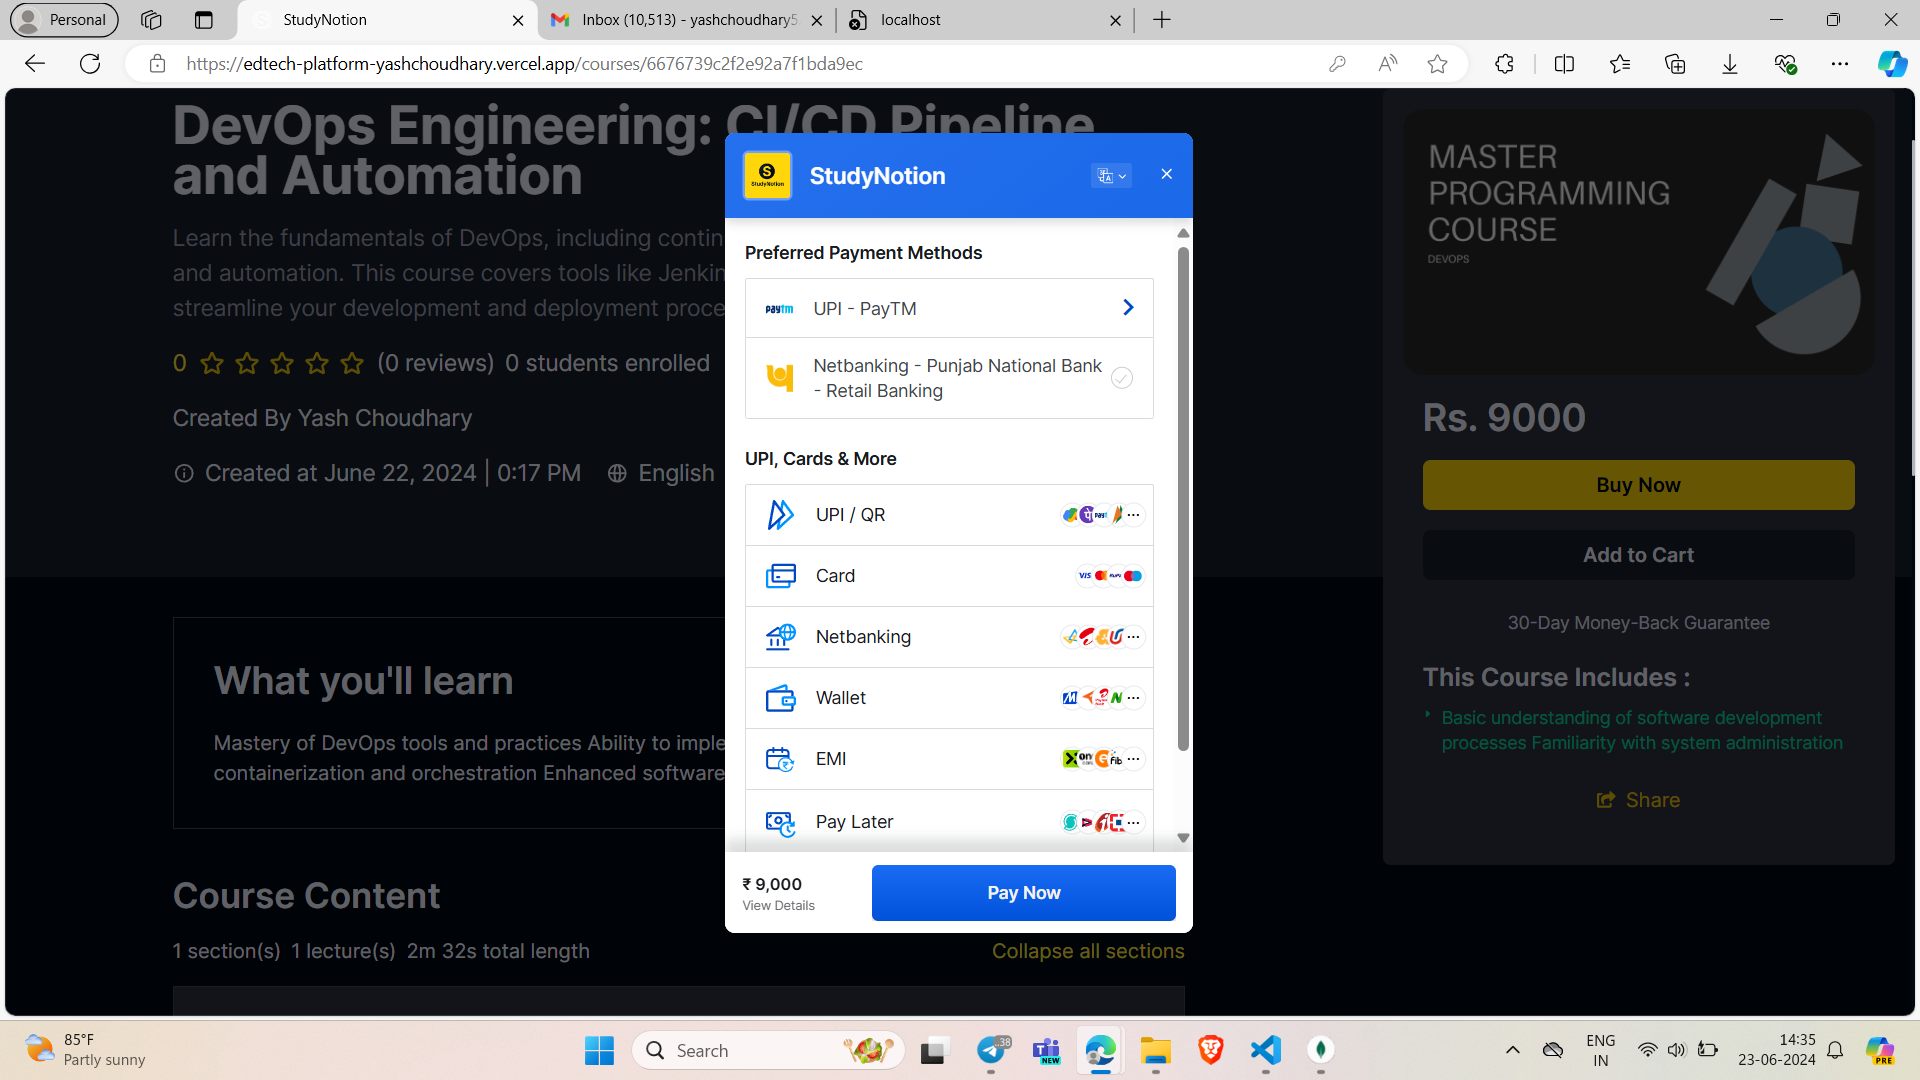 Personal
StudyNotion
Inbox (10,513) - yashchoudhary5
localhost
https://edtech-platform-yashchoudhary.vercel.app/courses/6676739c2f2e92a7f1bda9ec
DevOps Engineering: CI/CD Pipeline
and Automation
Learn the fundamentals of DevOps, including contin
and automation. This course covers tools like Jenkin
streamline your development and deployment proce
0 (0 reviews) 0 students enrolled
Created By Yash Choudhary
Created at June 22, 2024 | 0:17 PM English
What you'll learn
Mastery of DevOps tools and practices Ability to imple
containerization and orchestration Enhanced software
Course Content
1 section(s) 1 lecture(s) 2m 32s total length
Collapse all sections
StudyNotion
StudyNotion
Preferred Payment Methods
paytm UPI - PayTM
Netbanking - Punjab National Bank
- Retail Banking
UPI, Cards & More
UPI / QR
Card VISA
Netbanking
Wallet
EMI
Pay Later
₹ 9,000
View Details
Pay Now
MASTER
PROGRAMMING
COURSE
DEVOPS
Rs. 9000
Buy Now
Add to Cart
30-Day Money-Back Guarantee
This Course Includes :
Basic understanding of software development
processes Familiarity with system administration
Share
85°F
Partly sunny
Search
..38
NEW
ENG
IN
14:35
23-06-2024
PRE